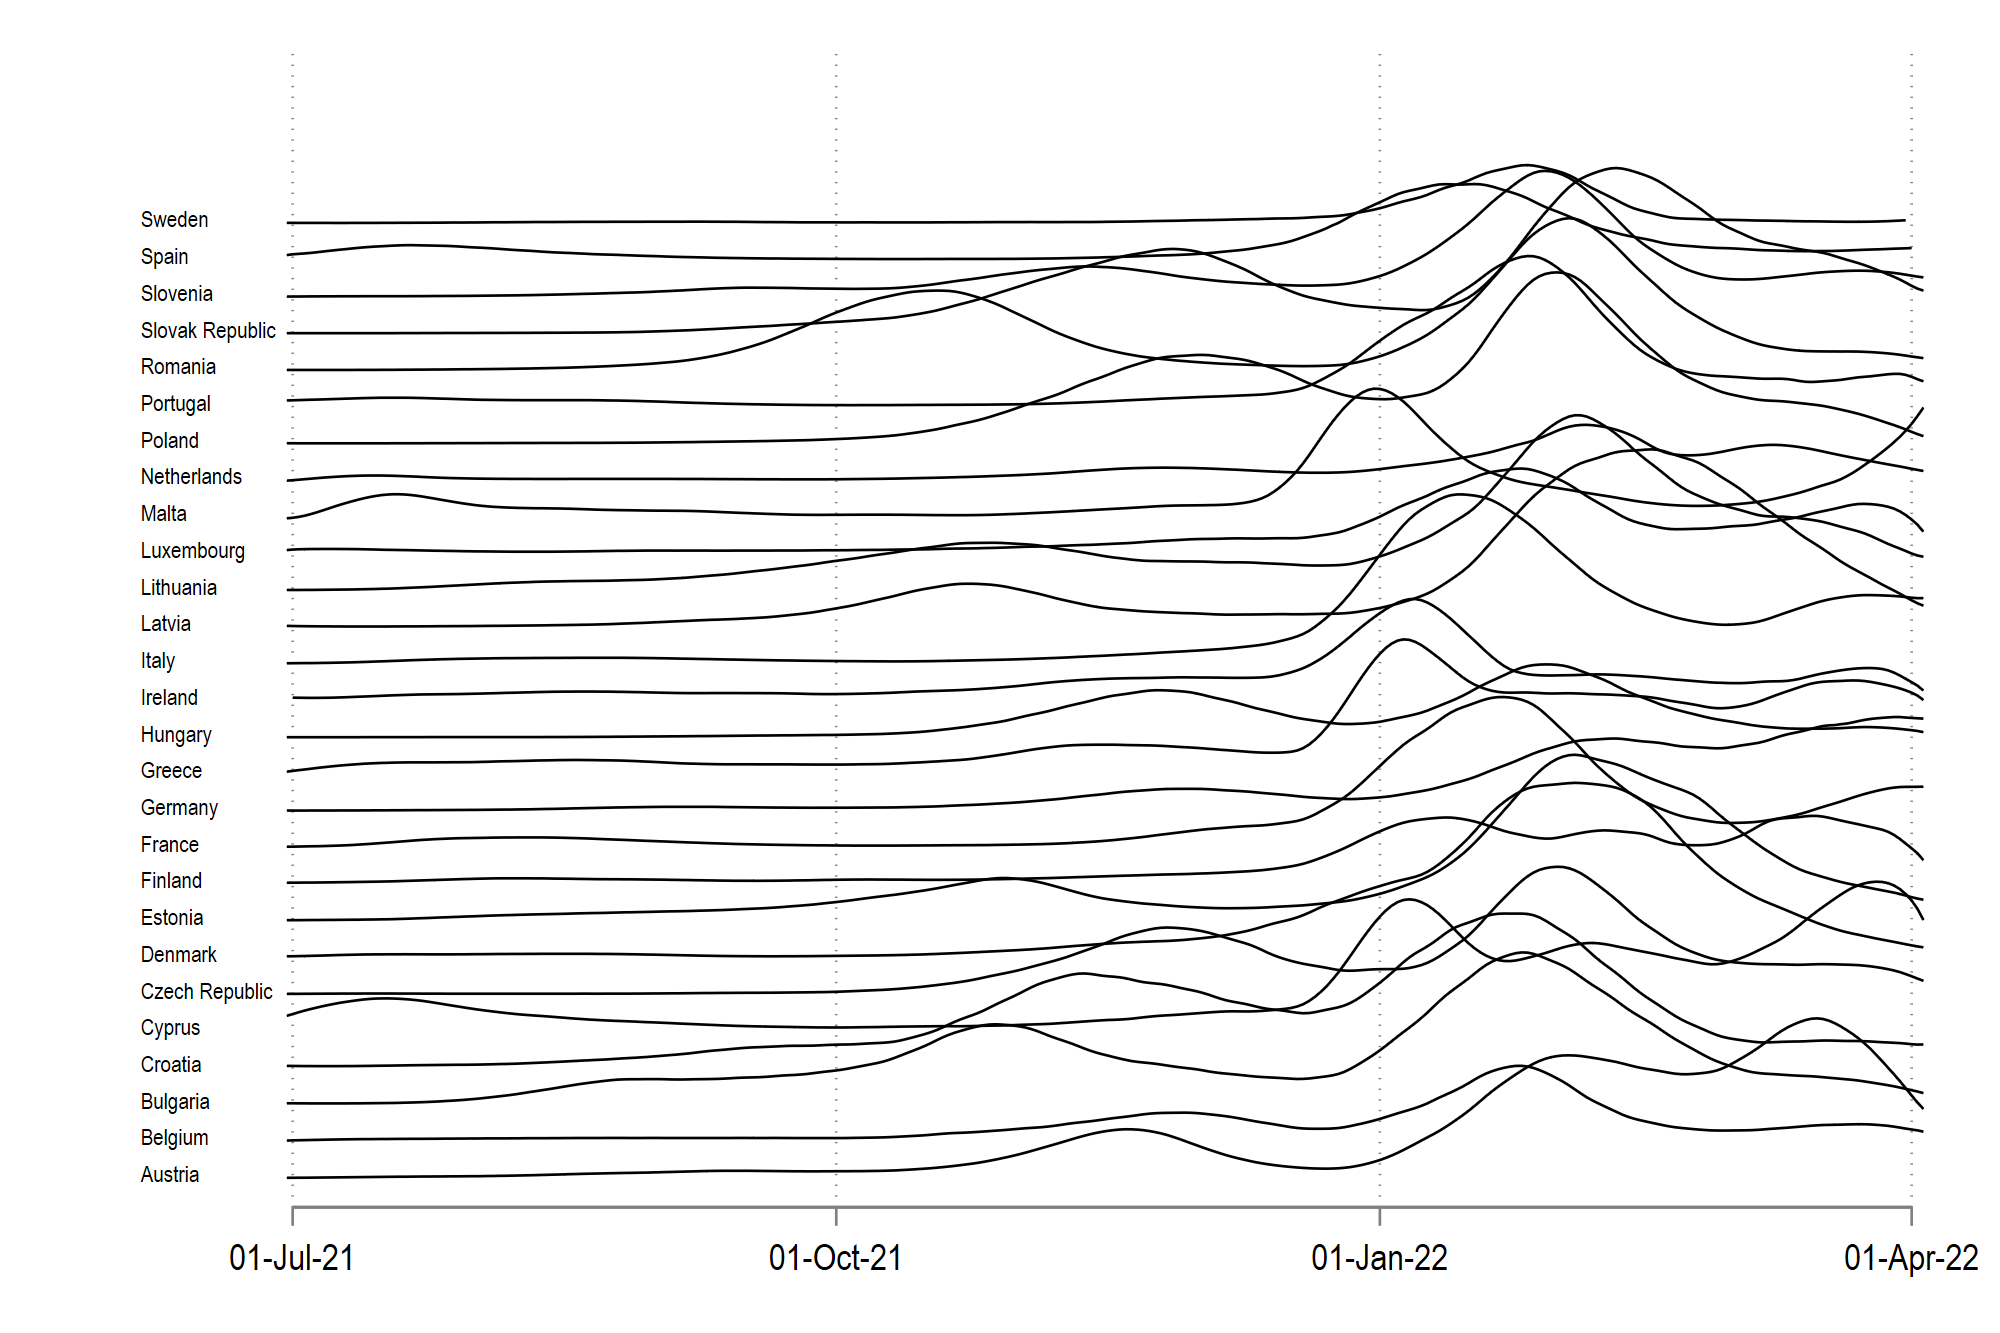 Sweden
Spain
Slovenia
Slovak Republic
Romania
Portugal
Poland
Netherlands
Malta
Luxembourg
Lithuania
Latvia
Italy
Ireland
Hungary
Greece
Germany
France
Finland
Estonia
Denmark
Czech Republic
Cyprus
Croatia
Bulgaria
Belgium
Austria
01-Jul-21 01-Oct-21 01-Jan-22 01-Apr-22